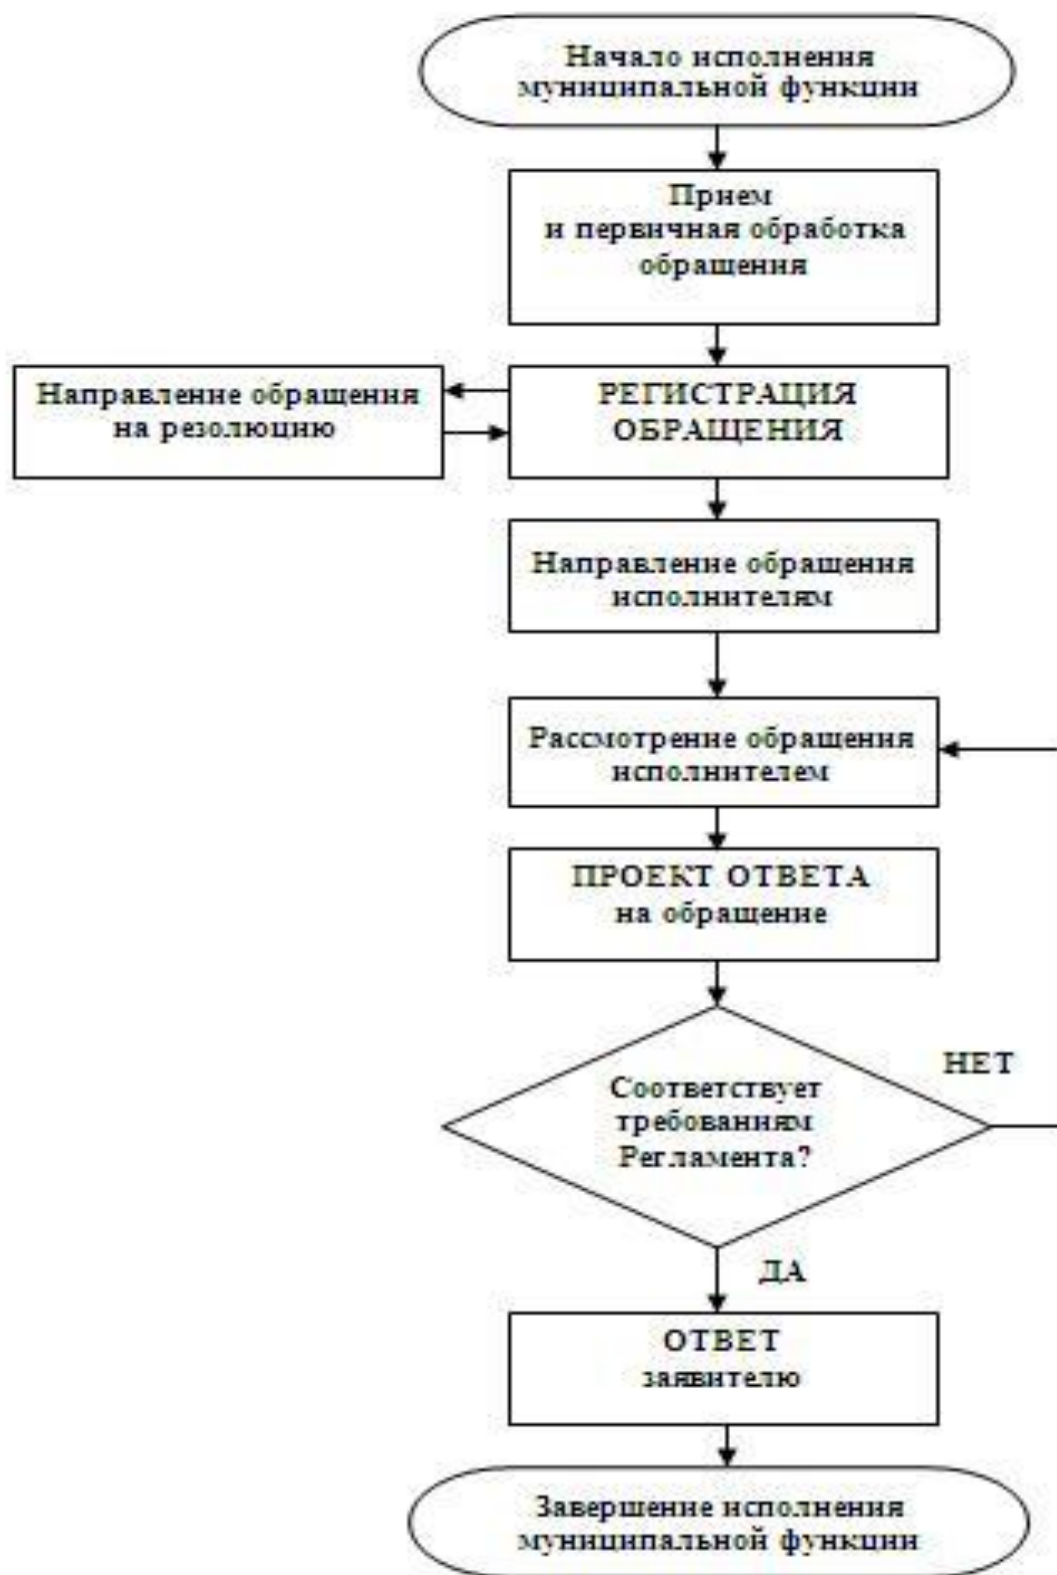 Начало исполнения
муниципальной функции
Прием
и первичная обработка
обращения
Направление обращения
на резолюцию
РЕГИСТРАЦИЯ
ОБРАЩЕНИЯ
Направление обращения
исполнителям
Рассмотрение обращения
исполнителем
ПРОЕКТ ОТВЕТА
на обращение
Соответствует
требованиям
Регламента?
НЕТ
ДА
ОТВЕТ
заявителю
Завершение исполнения
муниципальной функции